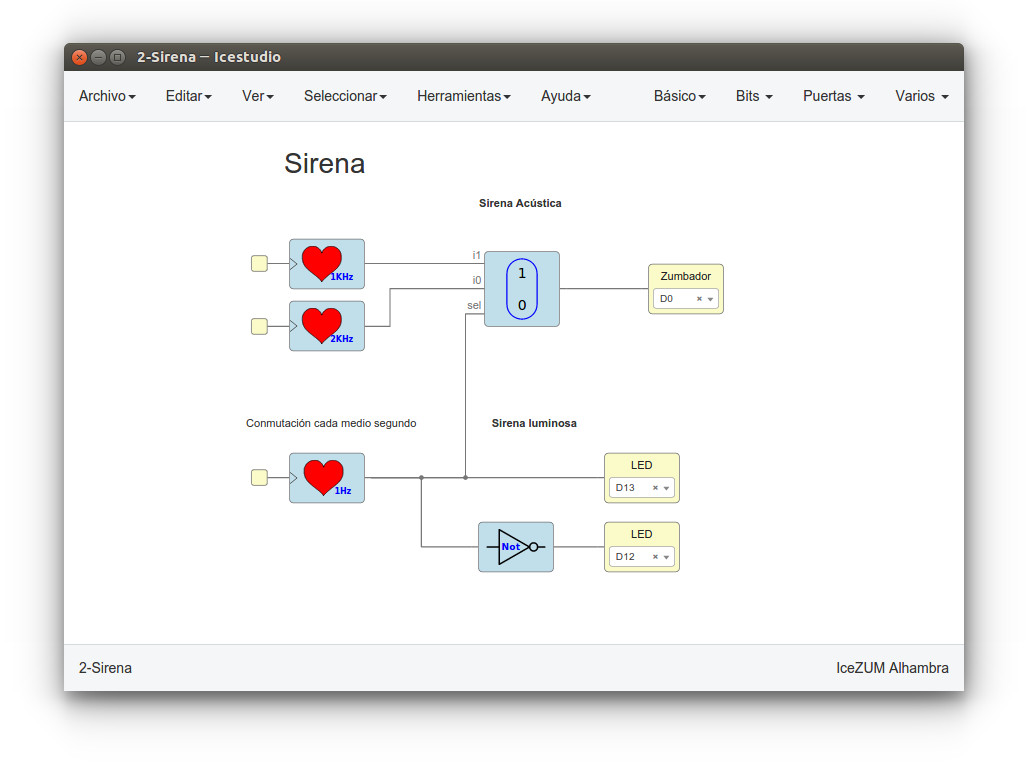 2-Sirena — Icestudio
Archivo Editar Ver Seleccionar Herramientas Ayuda Básico Bits Puertas Varios
Sirena
Sirena Acústica
1KHz
i1
i0
sel
1
0
Zumbador
D0
2KHz
Conmutación cada medio segundo
Sirena luminosa
1Hz
LED
D13
Not
LED
D12
2-Sirena
IceZUM Alhambra